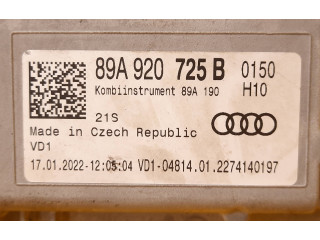 89A 920 725 B 0150
Kombiinstrument 89A 190 H10
21S
Made in Czech Republic
VD1
17.01.2022-12:05:04 VD1-04814.01.2274140197